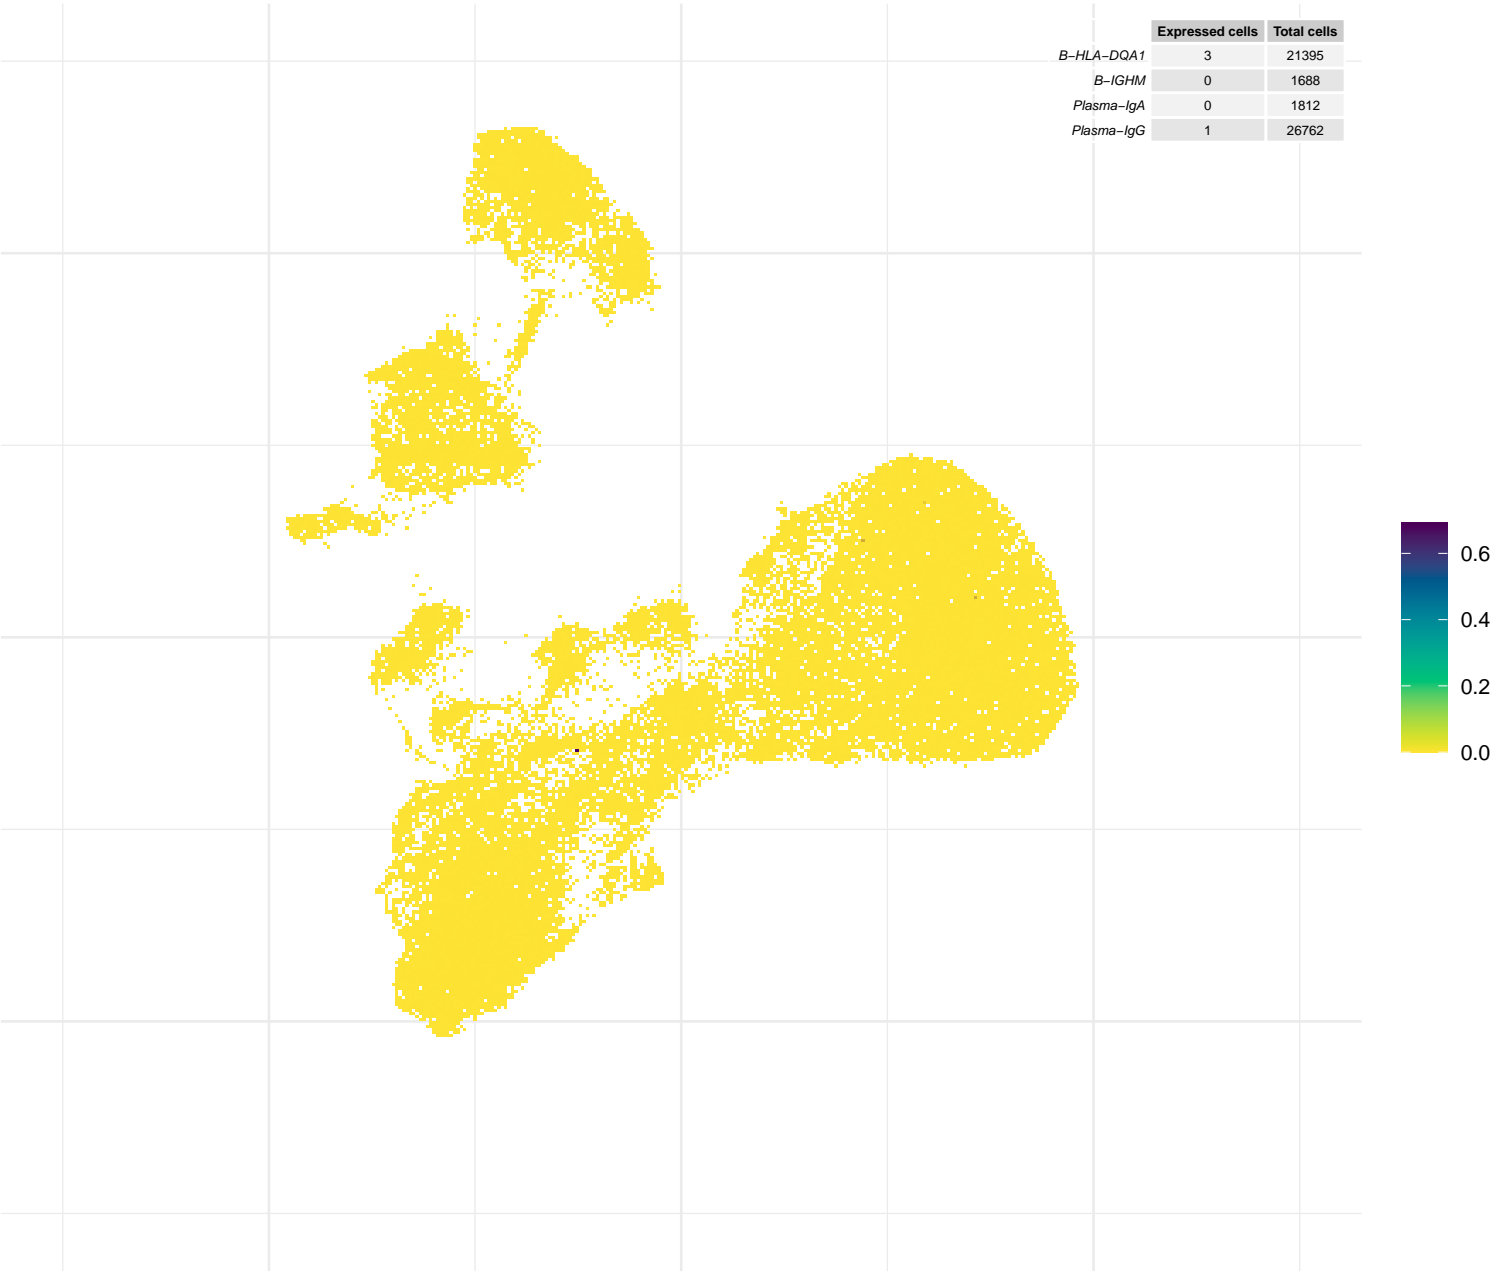 Expressed cells Total cells
B−HLA−DQA1 3 21395
B−IGHM 0 1688
Plasma−IgA 0 1812
Plasma−IgG 1 26762
0.6
0.4
0.2
0.0